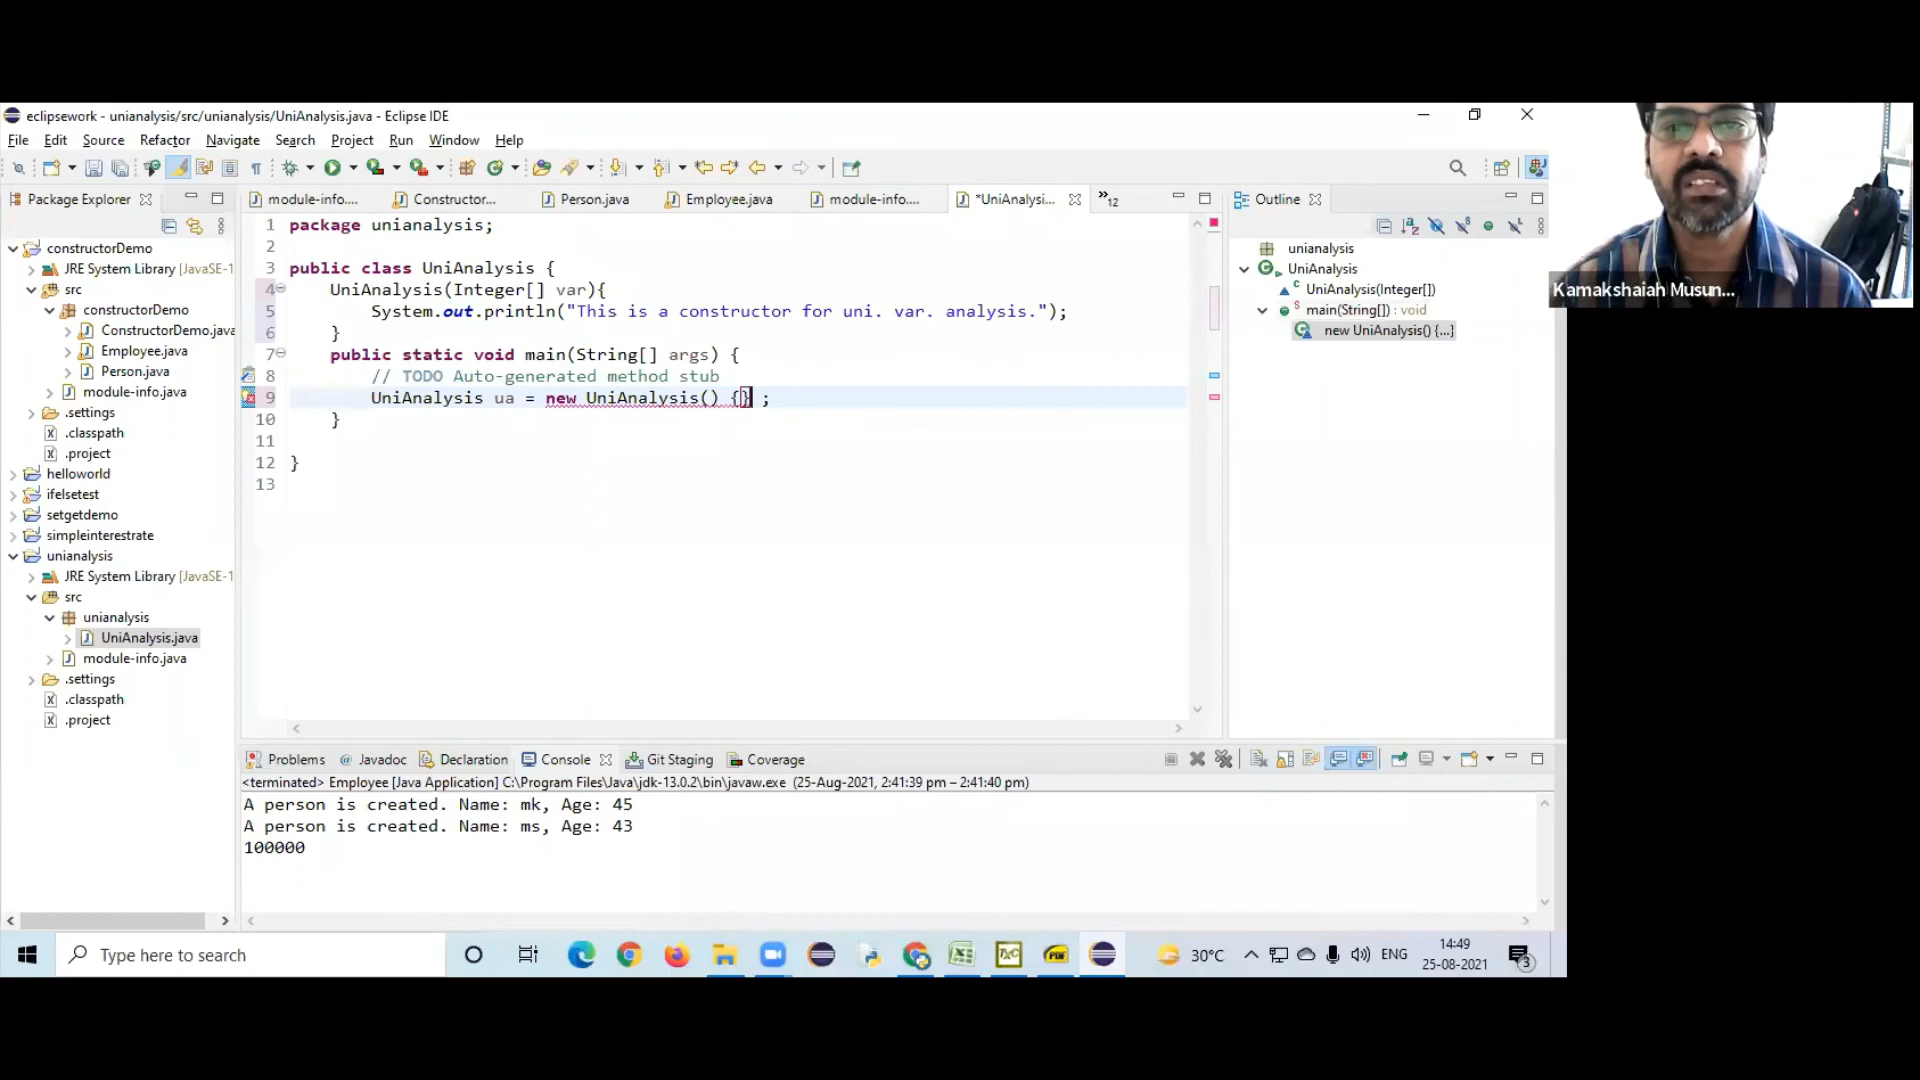 eclipsework - unianalysis/src/unianalysis/UniAnalysis.java - Eclipse IDE
File Edit Source Refactor Navigate Search Project Run Window Help
Package Explorer
constructorDemo
JRE System Library [JavaSE-1
src
constructorDemo
ConstructorDemo.java
Employee.java
Person.java
module-info.java
.settings
.classpath
.project
helloworld
ifelsetest
setgetdemo
simpleinterestrate
unianalysis
JRE System Library [JavaSE-1
src
unianalysis
UniAnalysis.java
module-info.java
.settings
.classpath
.project
module-info.... Constructor... Person.java Employee.java module-info.... *UniAnalysi... »12
1 package unianalysis;
2
3 public class UniAnalysis {
4 UniAnalysis(Integer[] var){
5 System.out.println("This is a constructor for uni. var. analysis.");
6 }
7 public static void main(String[] args) {
8 // TODO Auto-generated method stub
9 UniAnalysis ua = new UniAnalysis() {} ;
10 }
11
12 }
13
Outline
unianalysis
UniAnalysis
UniAnalysis(Integer[])
main(String[]) : void
new UniAnalysis() {...}
Kamakshaiah Musun...
Problems @ Javadoc Declaration Console Git Staging Coverage
<terminated> Employee [Java Application] C:\Program Files\Java\jdk-13.0.2\bin\javaw.exe (25-Aug-2021, 2:41:39 pm – 2:41:40 pm)
A person is created. Name: mk, Age: 45
A person is created. Name: ms, Age: 43
100000
Type here to search
30°C
ENG
14:49
25-08-2021
3